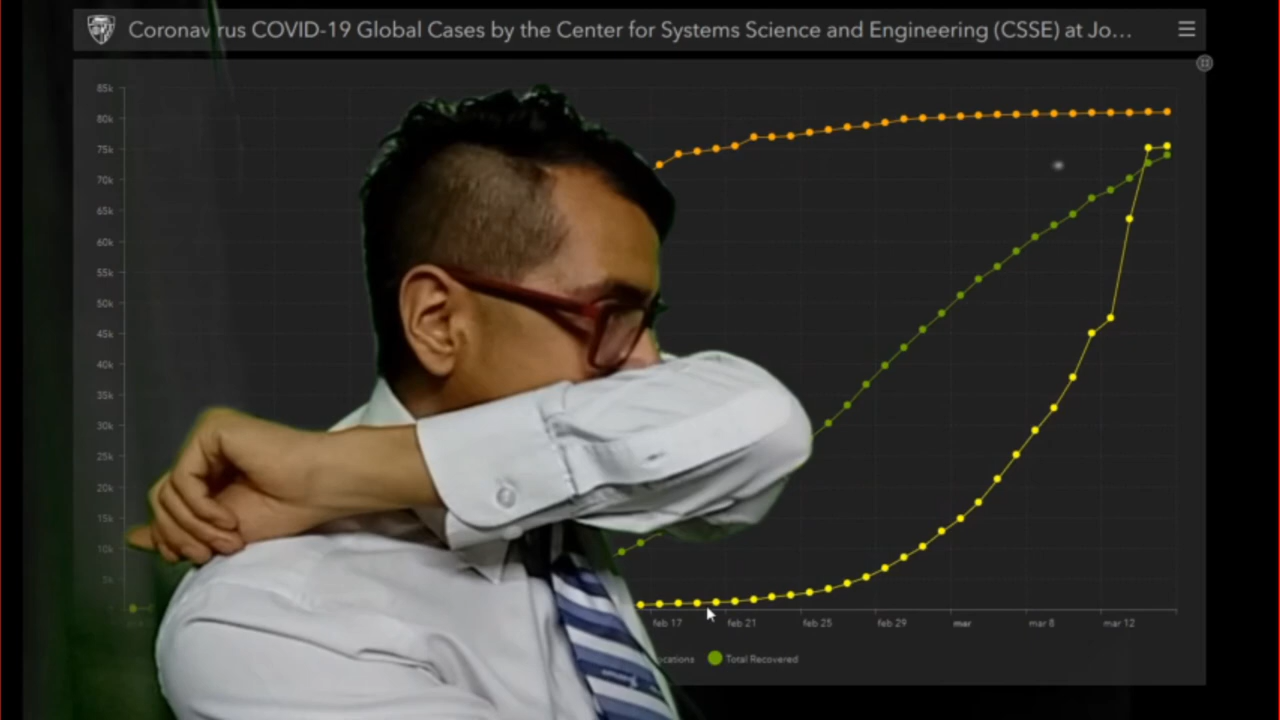 Coronav rus COVID-19 Global Cases by the Center for Systems Science and Engineering (CSSE) at Jo...
85k
80k
75k
70k
65k
60k
55k
50k
45k
40k
35k
30k
25k
20k
15k
10k
5k
feb 17 feb 21 feb 25 feb 29 mar mar 8 mar 12
ocations Total Recovered